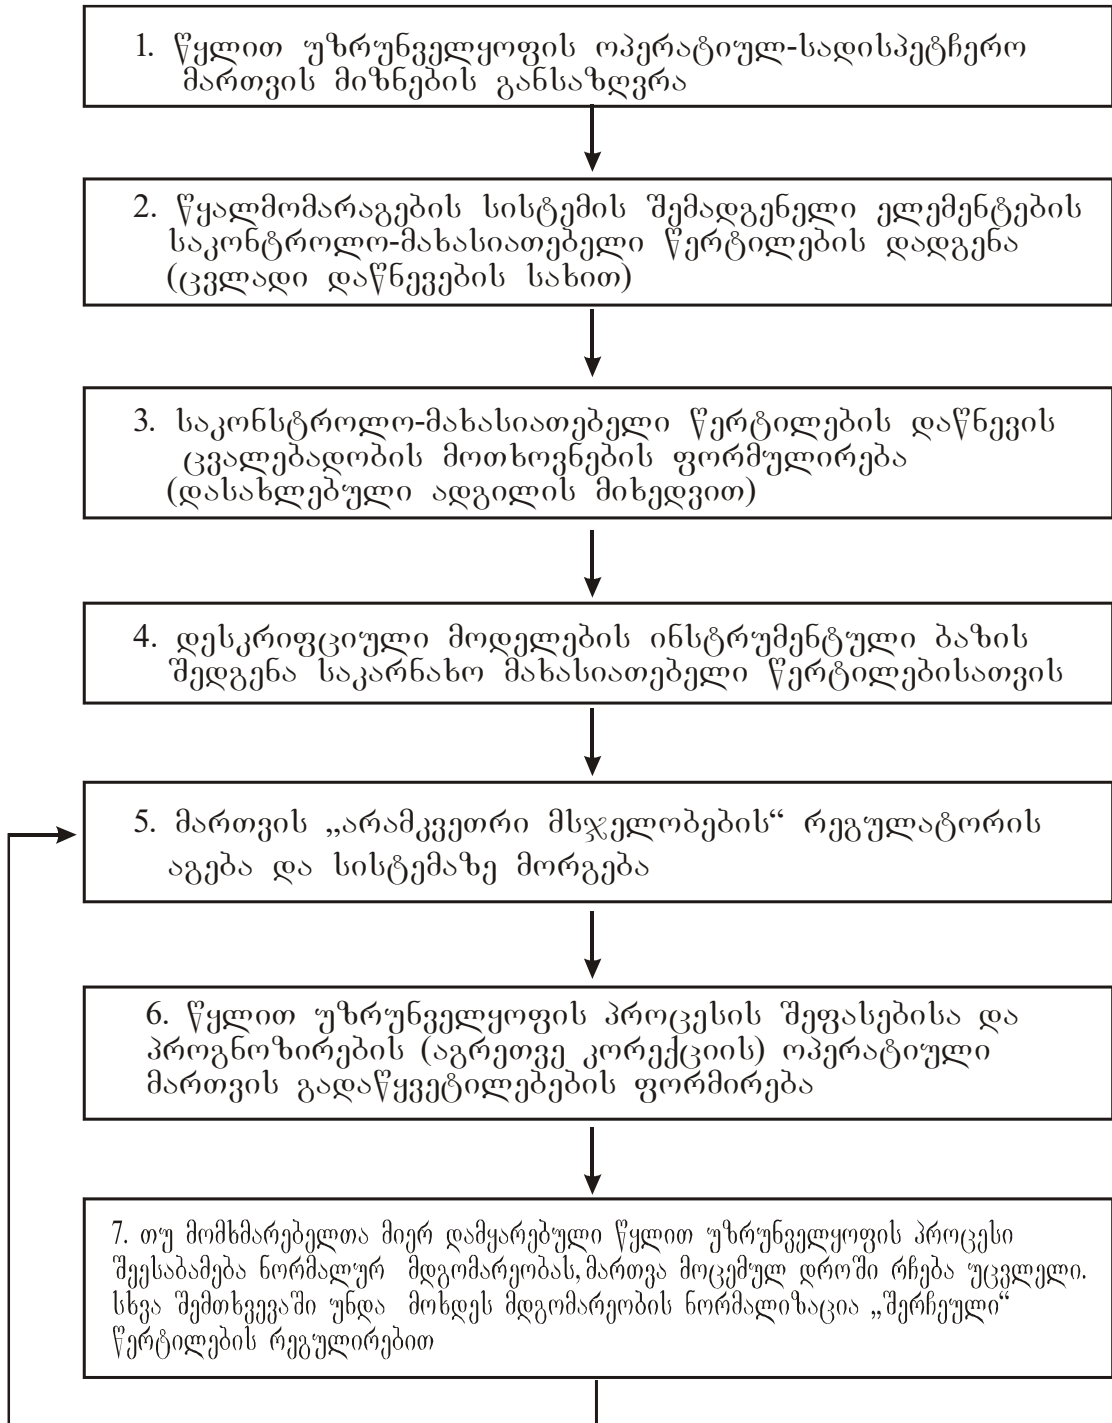 1. წყლით უზრუნველყოფის ოპერატიულ-სადისპეტჩერო
მართვის მიზნების განსაზღვრა
2. წყალმომარაგების სისტემის შემადგენელი ელემენტების
საკონტროლო-მახასიათებელი წერტილების დადგენა
(ცვლადი დაწნევების სახით)
3. საკონსტროლო-მახასიათებელი წერტილების დაწნევის
ცვალებადობის მოთხოვნების ფორმულირება
(დასახლებული ადგილის მიხედვით)
4. დესკრიფციული მოდელების ინსტრუმენტული ბაზის
შედგენა საკარნახო მახასიათებელი წერტილებისათვის
5. მართვის „არამკვეთრი მსჯელობების“ რეგულატორის
აგება და სისტემაზე მორგება
6. წყლით უზრუნველყოფის პროცესის შეფასებისა და
პროგნოზირების (აგრეთვე კორექციის) ოპერატიული
მართვის გადაწყვეტილებების ფორმირება
7. თუ მომხმარებელთა მიერ დამყარებული წყლით უზრუნველყოფის პროცესი
შეესაბამება ნორმალურ მდგომარეობას, მართვა მოცემულ დროში რჩება უცვლელი.
სხვა შემთხვევაში უნდა მოხდეს მდგომარეობის ნორმალიზაცია „შერჩეული“
წერტილების რეგულირებით